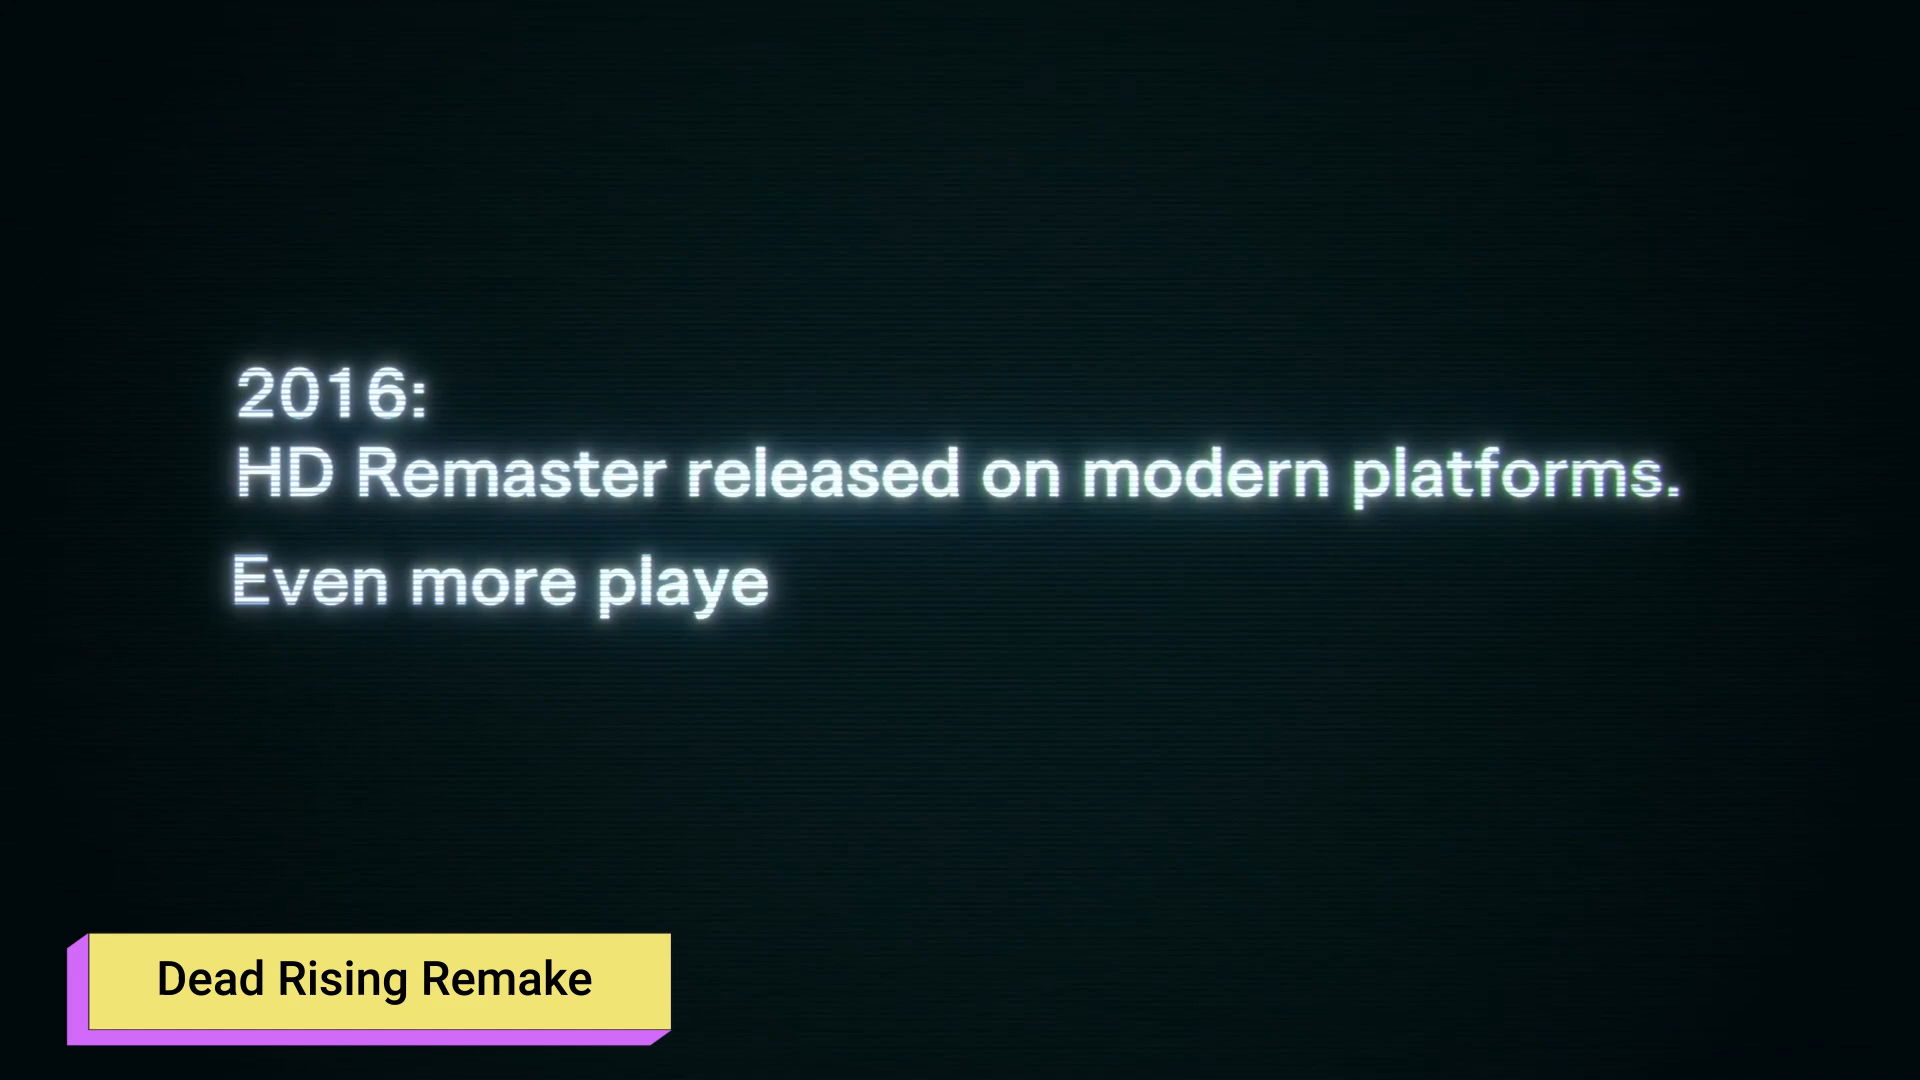 2016:
HD Remaster released on modern platforms.
Even more playe
Dead Rising Remake